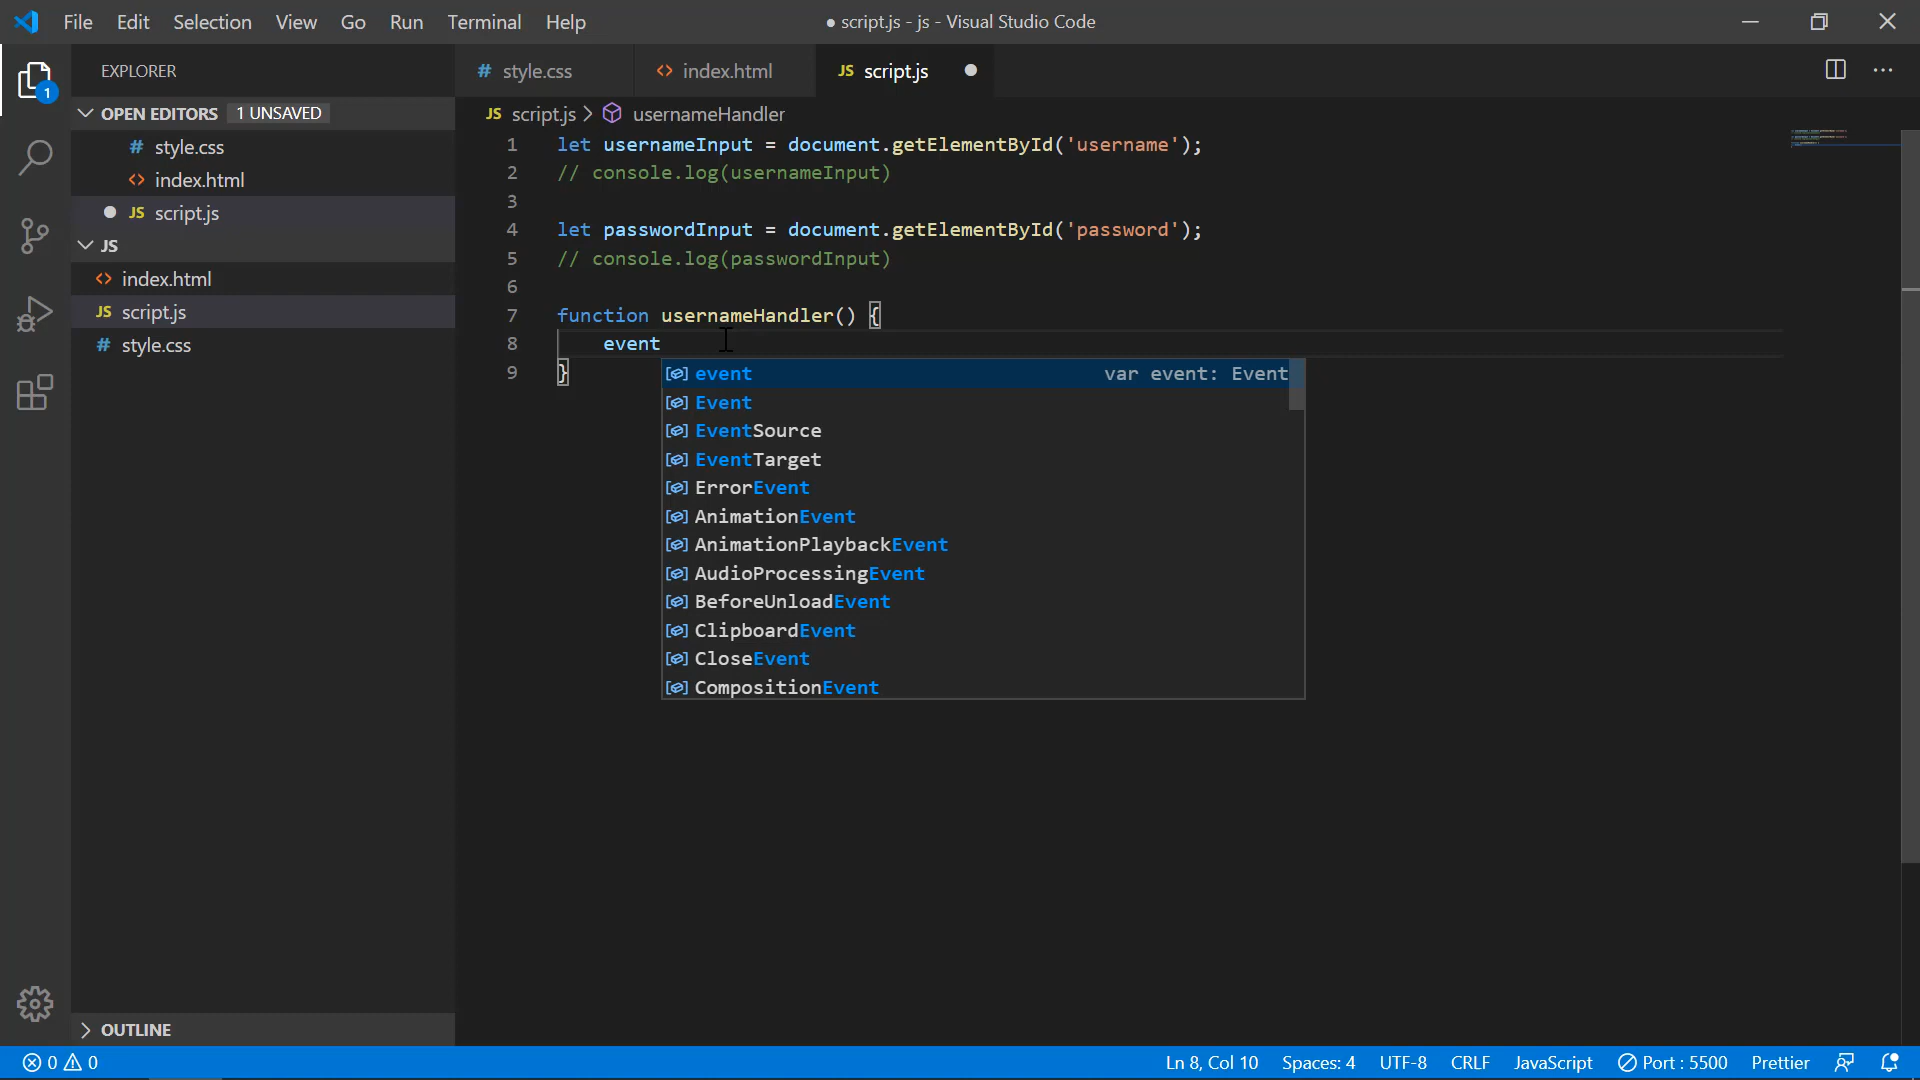 File Edit Selection View Go Run Terminal Help
● script.js - js - Visual Studio Code
EXPLORER
OPEN EDITORS 1 UNSAVED
# style.css
<> index.html
● JS script.js
JS
<> index.html
JS script.js
# style.css
OUTLINE
1
# style.css <> index.html JS script.js ●
JS script.js > usernameHandler
1 let usernameInput = document.getElementById('username');
2 // console.log(usernameInput)
3
4 let passwordInput = document.getElementById('password');
5 // console.log(passwordInput)
6
7 function usernameHandler() {
8 event
9 }
event var event: Event
Event
EventSource
EventTarget
ErrorEvent
AnimationEvent
AnimationPlaybackEvent
AudioProcessingEvent
BeforeUnloadEvent
ClipboardEvent
CloseEvent
CompositionEvent
0 0 Ln 8, Col 10 Spaces: 4 UTF-8 CRLF JavaScript Port : 5500 Prettier